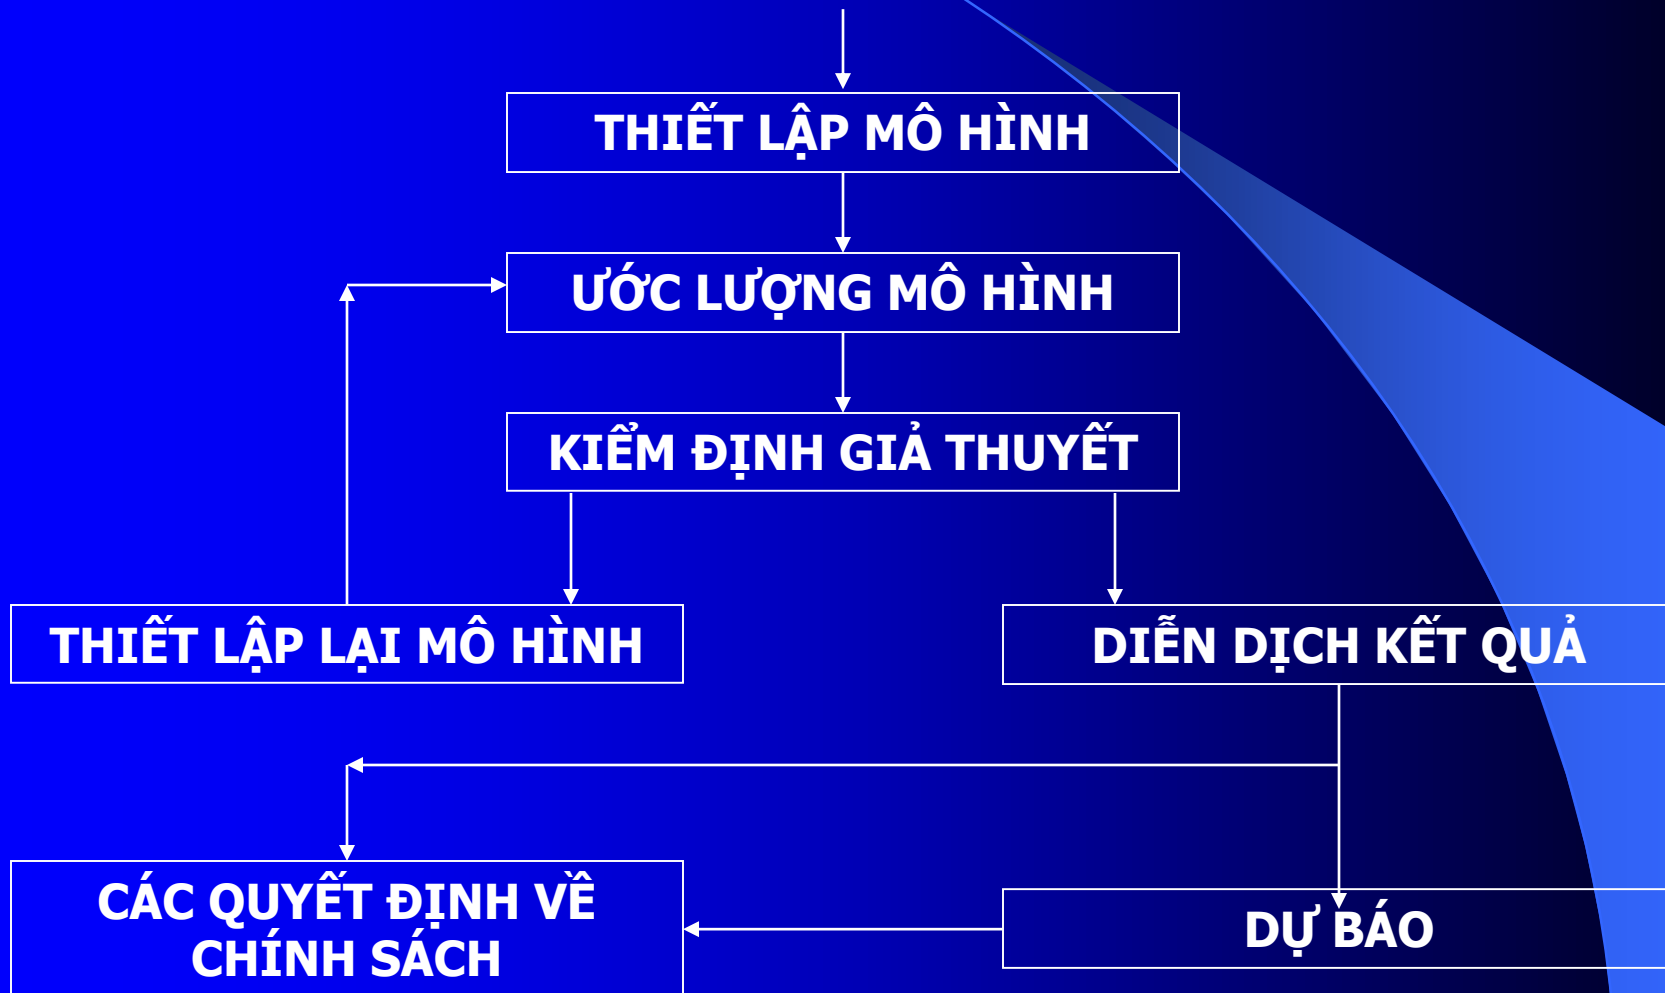 THIẾT LẬP MÔ HÌNH
ƯỚC LƯỢNG MÔ HÌNH
KIỂM ĐỊNH GIẢ THUYẾT
THIẾT LẬP LẠI MÔ HÌNH
DIỄN DỊCH KẾT QUẢ
CÁC QUYẾT ĐỊNH VỀ
CHÍNH SÁCH
DỰ BÁO